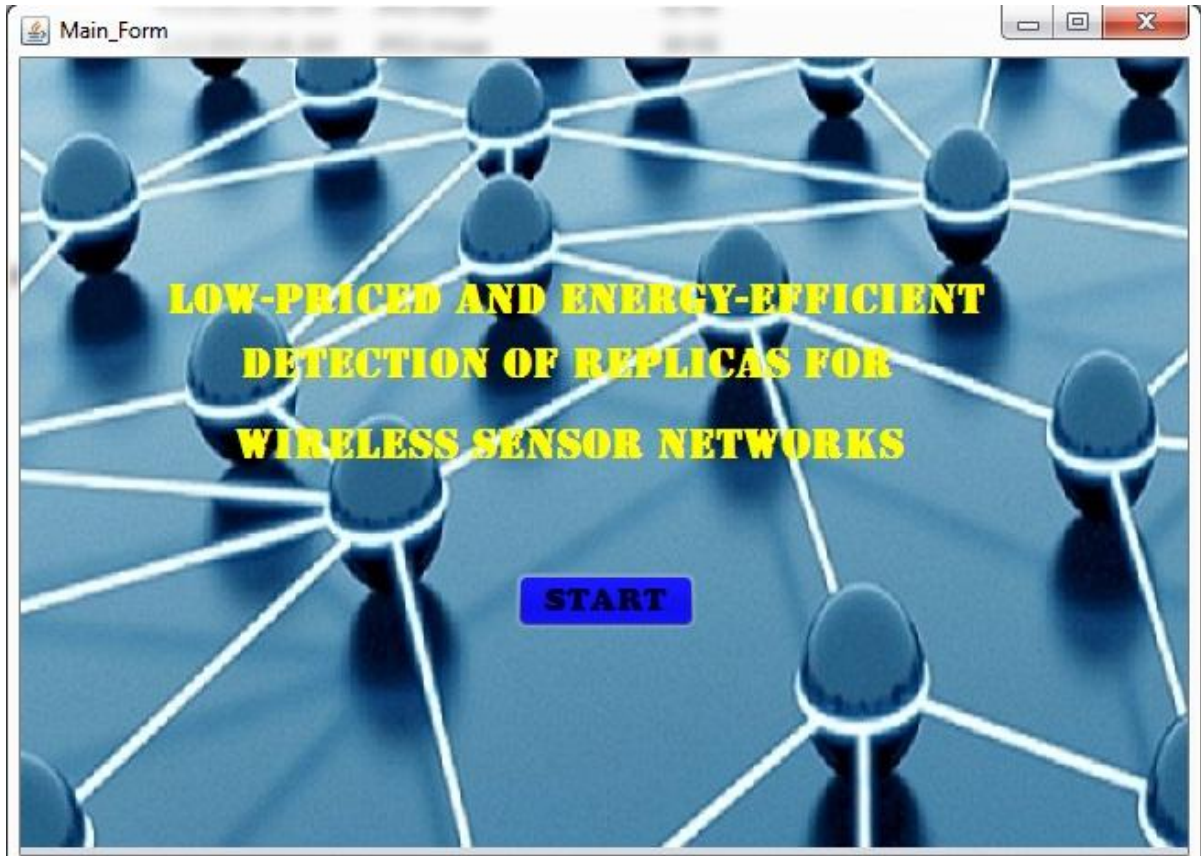 Main_Form
LOW-PRICED AND ENERGY-EFFICIENT
DETECTION OF REPLICAS FOR
WIRELESS SENSOR NETWORKS
START